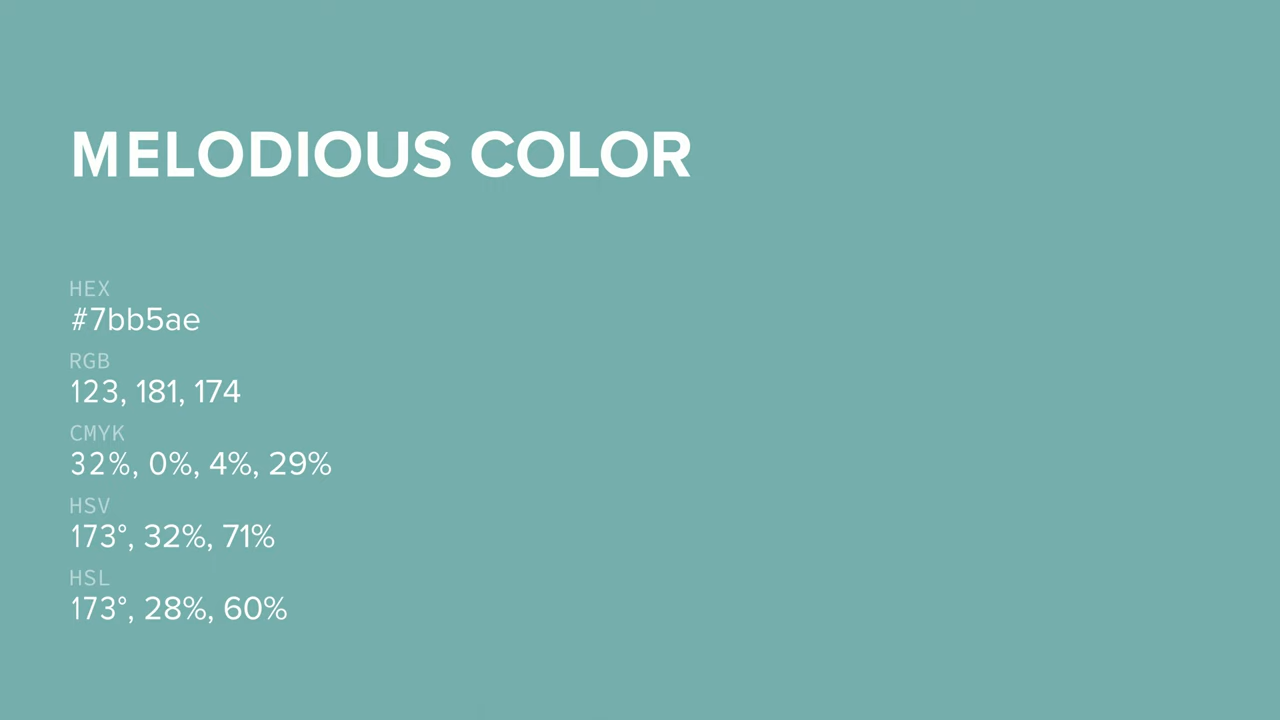 MELODIOUS COLOR
HEX
#7bb5ae
RGB
123, 181, 174
CMYK
32%, 0%, 4%, 29%
HSV
173°, 32%, 71%
HSL
173°, 28%, 60%